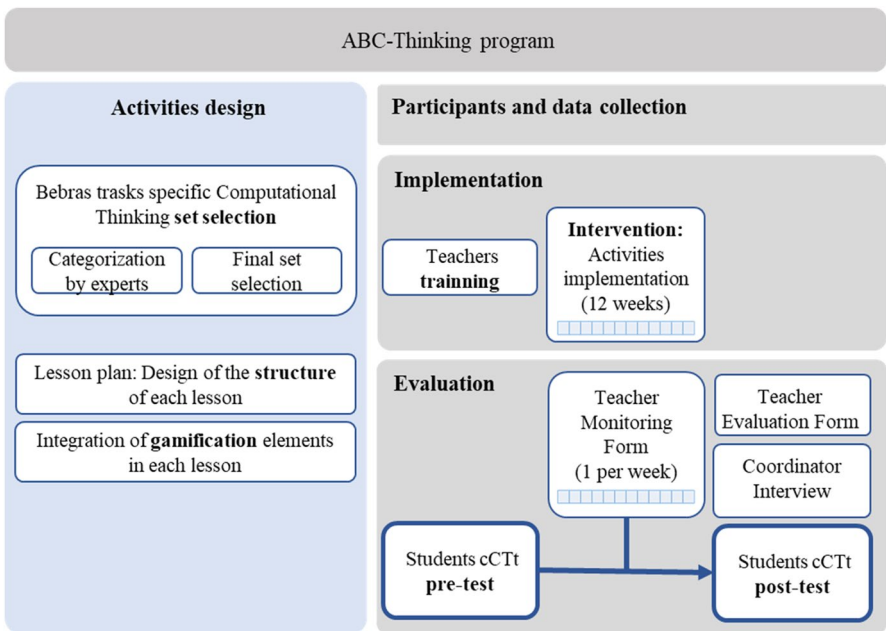 ABC-Thinking program
Activities design
Bebras trasks specific Computational
Thinking set selection
Categorization
by experts
Final set
selection
Lesson plan: Design of the structure
of each lesson
Integration of gamification elements
in each lesson
Participants and data collection
Implementation
Teachers
trainning
Intervention:
Activities
implementation
(12 weeks)
Evaluation
Teacher
Monitoring
Form
(1 per week)
Teacher
Evaluation Form
Coordinator
Interview
Students cCTt
pre-test
Students cCTt
post-test